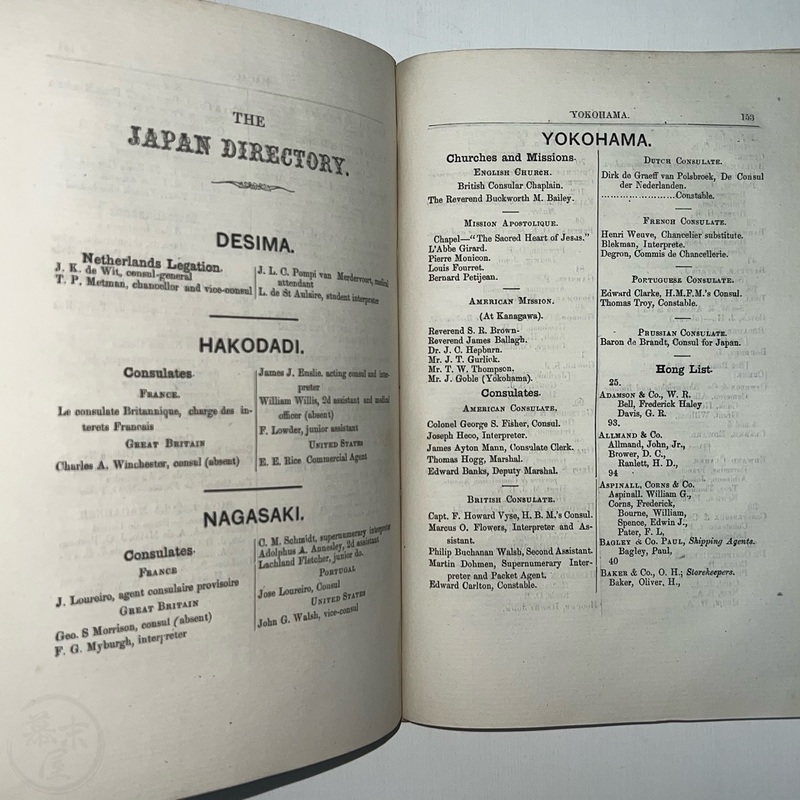 THE
JAPAN DIRECTORY.
DESIMA.
Netherlands Legation.
J. K. de Wit, consul-general
T. P. Metman, chancellor and vice-consul
J. L. C. Pompi van Merdervoort, medical
attendant
L. de St Aulaire, student interpreter
HAKODADI.
Consulates
FRANCE.
Le consulate Britannique, charge des in-
terets Francais
GREAT BRITAIN
Charles A. Winchester, consul (absent)
James J. Enslie, acting consul and inter-
preter
William Willis, 2d assistant and medical
officer (absent)
F. Lowder, junior assistant
UNITED STATES
E. E. Rice Commercial Agent
NAGASAKI.
Consulates.
FRANCE
J. Loureiro, agent consulaire provisoire
GREAT BRITAIN
Geo. S Morrison, consul (absent)
F. G. Myburgh, interpreter
C. M. Schmidt, supernumerary interpreter
Adolphus A. Annesley, 2d assistant
Lachland Fletcher, junior do.
PORTUGAL
Jose Loureiro, Consul
UNITED STATES
John G. Walsh, vice-consul
YOKOHAMA.
153
YOKOHAMA.
Churches and Missions.
ENGLISH CHURCH.
British Consular Chaplain.
The Reverend Buckworth M. Bailey.
MISSION APOSTOLIQUE.
Chapel—"The Sacred Heart of Jesus."
L'Abbe Girard.
Pierre Monicon.
Louis Fourret.
Bernard Petijean.
AMERICAN MISSION.
(At Kanagawa).
Reverend S. R. Brown.
Reverend James Ballagh.
Dr. J. C. Hepburn.
Mr. J. T. Gurlick.
Mr. T. W. Thompson.
Mr. J. Goble (Yokohama).
Consulates.
AMERICAN CONSULATE.
Colonel George S. Fisher, Consul.
Joseph Heco, Interpreter.
James Ayton Mann, Consulate Clerk.
Thomas Hogg, Marshal.
Edward Banks, Deputy Marshal.
BRITISH CONSULATE.
Capt. F. Howard Vyse, H. B. M.'s Consul.
Marcus O. Flowers, Interpreter and As-
sistant.
Philip Buchanan Walsh, Second Assistant.
Martin Dohmen, Supernumerary Inter-
preter and Packet Agent.
Edward Carlton, Constable.
DUTCH CONSULATE.
Dirk de Graeff van Polsbroek, De Consul
der Nederlanden.
........................Constable.
FRENCH CONSULATE.
Henri Weuve, Chancelier substitute.
Blekman, Interprete.
Degron, Commis de Chancellerie.
PORTUGUESE CONSULATE.
Edward Clarke, H.M.F.M.'s Consul.
Thomas Troy, Constable.
PRUSSIAN CONSULATE.
Baron de Brandt, Consul for Japan.
Hong List.
25.
ADAMSON & CO., W. R.
Bell, Frederick Haley
Davis, G. R.
93.
ALLMAND & CO.
Allmand, John, Jr.,
Brower, D. C.,
Ranlett, H. D.,
94
ASPINALL, CORNS & CO.
Aspinall. William G.,
Corns, Frederick,
Bourne, William,
Spence, Edwin J.,
Pater, F. L,
BAGLEY & CO. PAUL, Shipping Agents.
Bagley, Paul,
40
BAKER & CO., O. H.; Storekeepers.
Baker, Oliver, H.,
幕末
屋